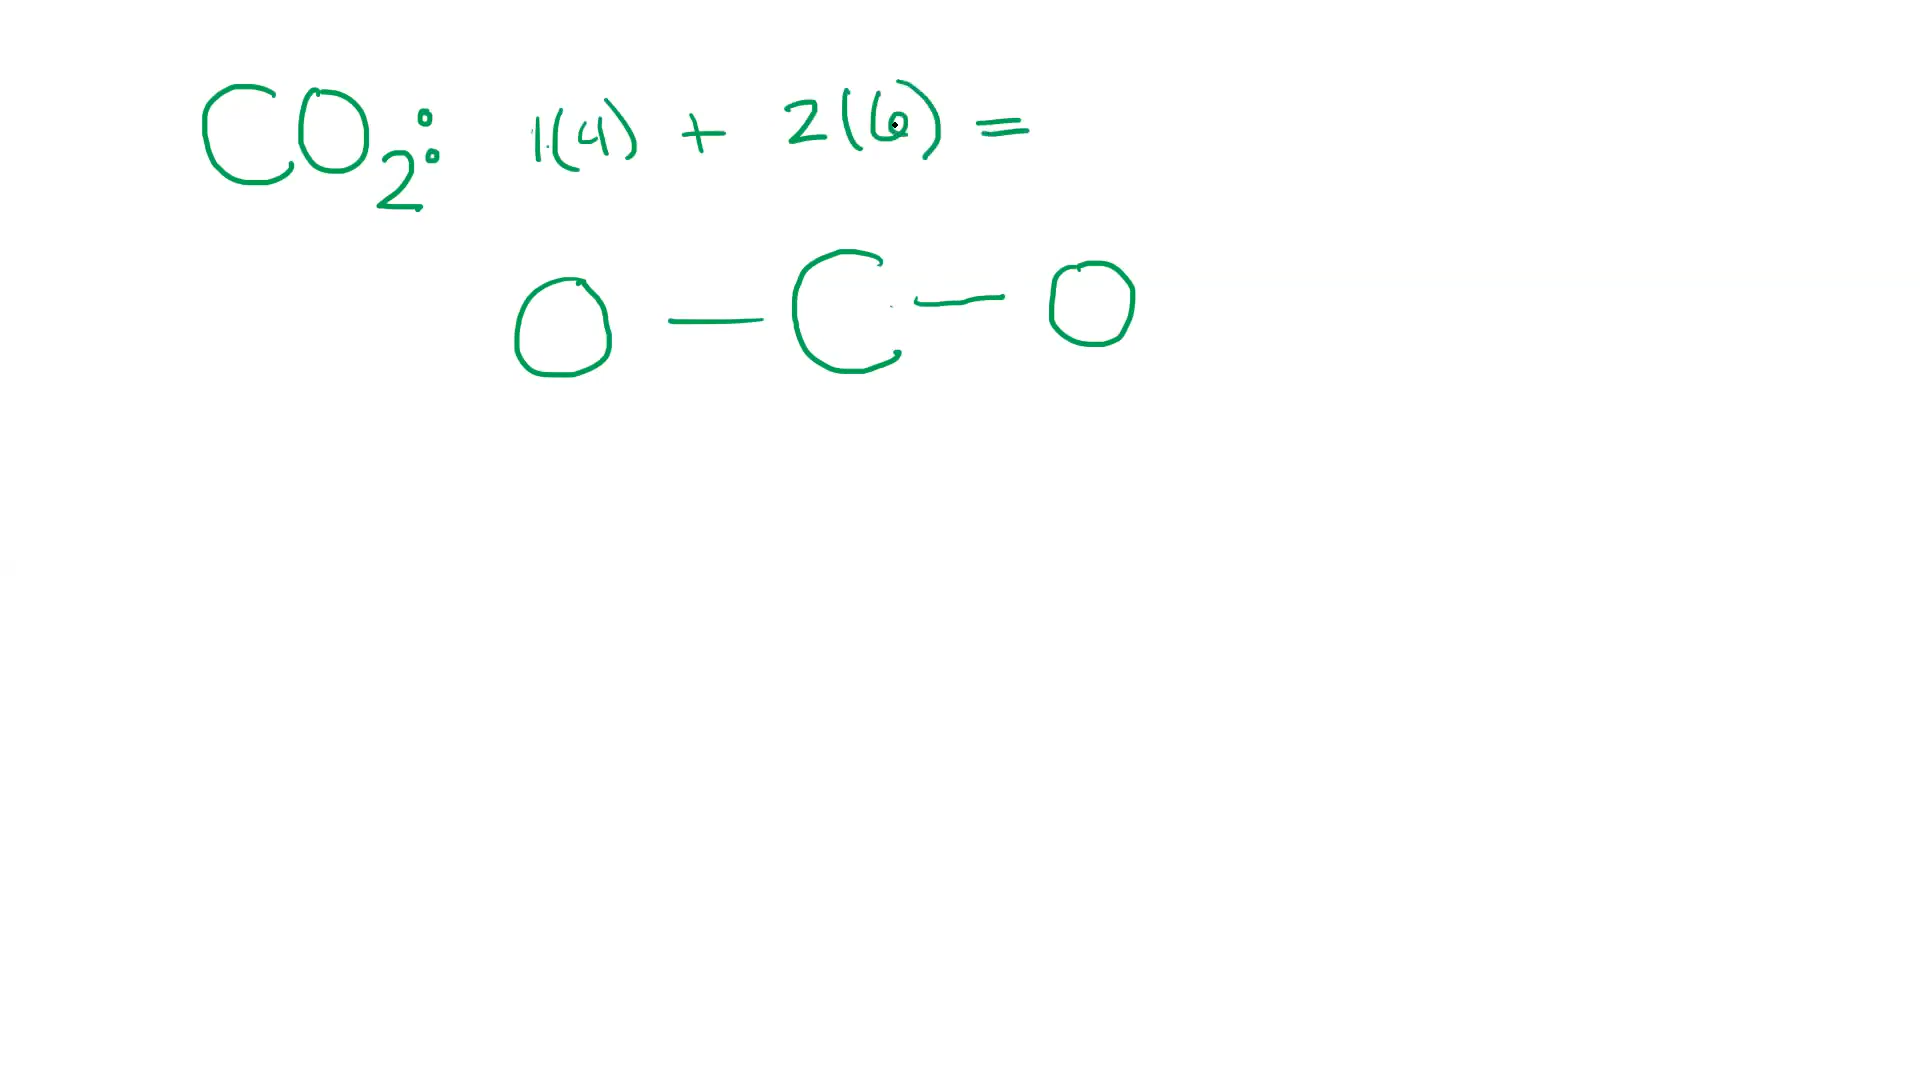 CO₂: 1(4) + 2(6) =
O — C — O